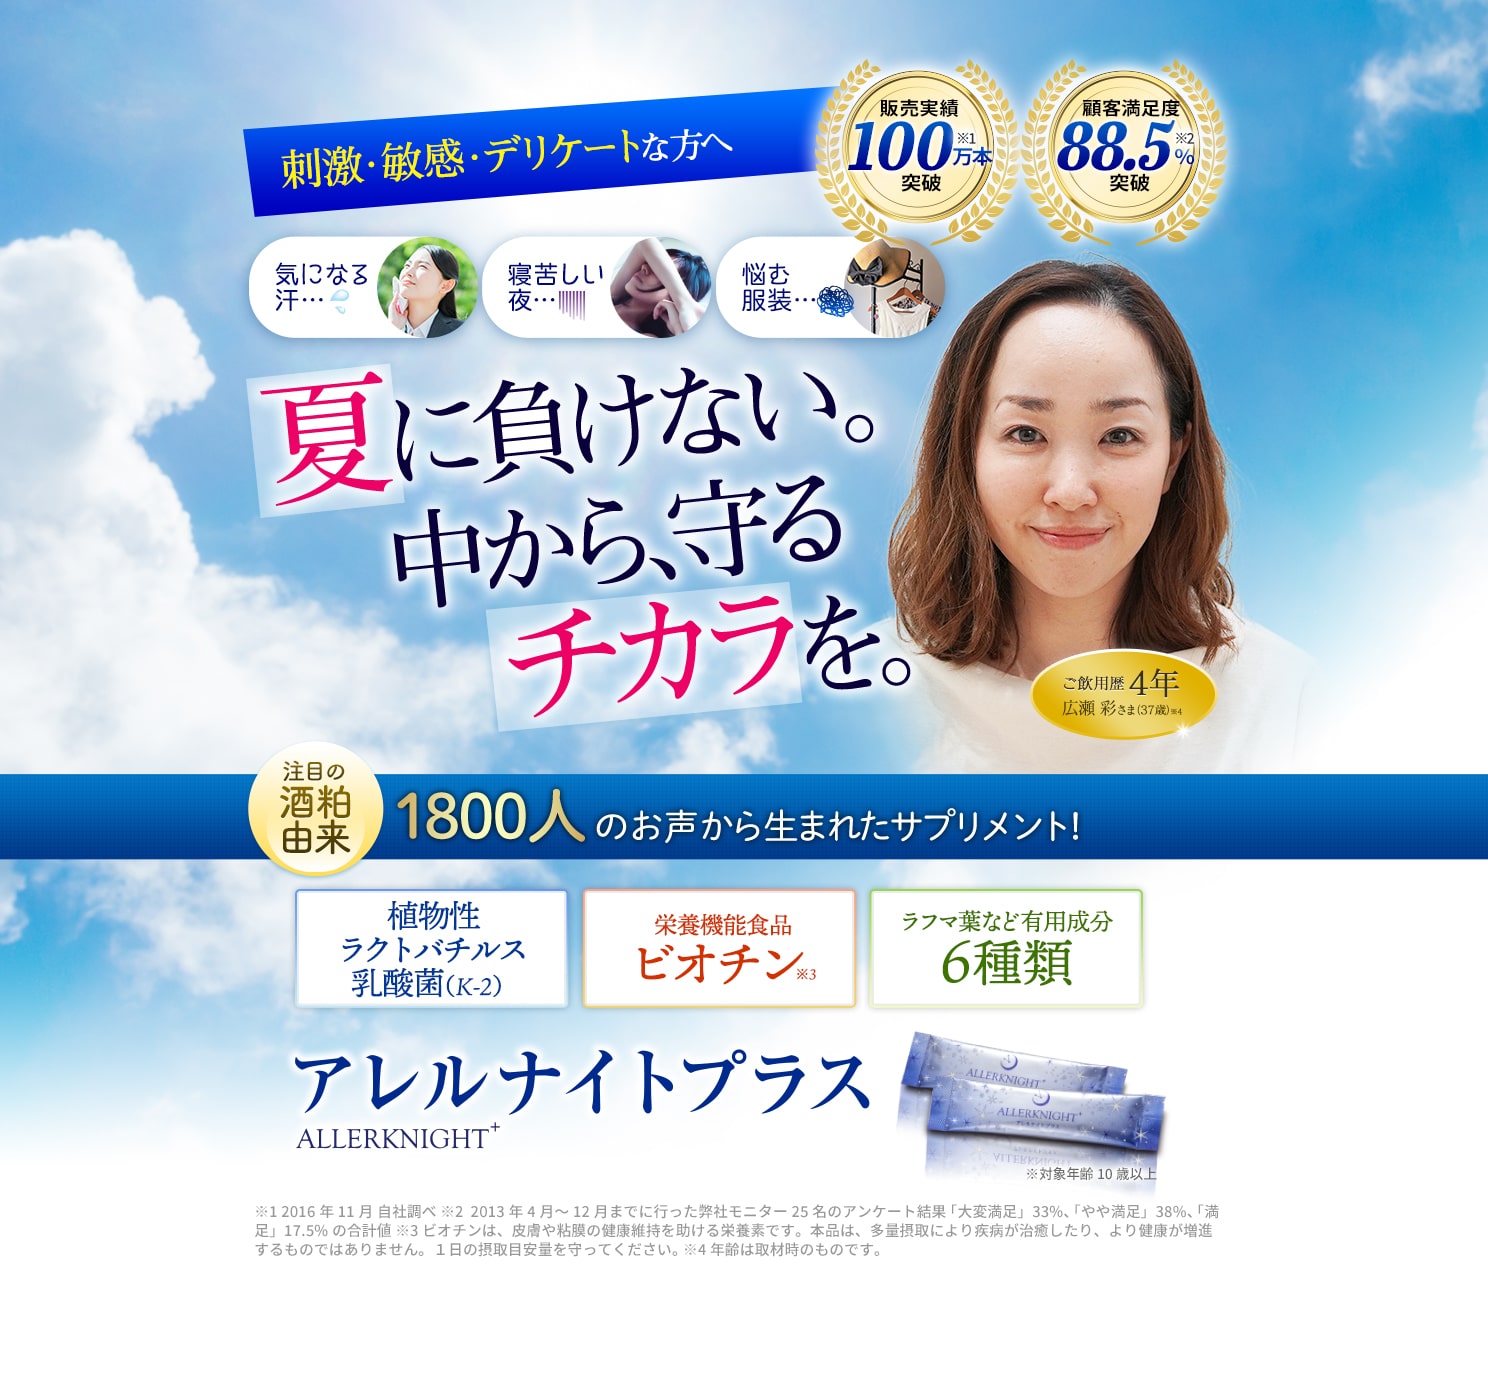 刺激・敏感・デリケートな方へ
販売実績
100万本※1
突破
顧客満足度
88.5%※2
突破
気になる
汗…
寝苦しい
夜…
悩む
服装…
夏に負けない。
中から、守る
チカラを。
ご飲用歴 4年
広瀬 彩さま(37歳)※4
注目の
酒粕
由来
1800人のお声から生まれたサプリメント!
植物性
ラクトバチルス
乳酸菌(K-2)
栄養機能食品
ビオチン※3
ラフマ葉など有用成分
6種類
アレルナイトプラス
ALLERKNIGHT+
ALLERKNIGHT+
ALLERKNIGHT+
※対象年齢 10 歳以上
※1 2016 年 11 月 自社調べ ※2 2013 年 4 月〜 12 月までに行った弊社モニター 25 名のアンケート結果「大変満足」33%、「やや満足」38%、「満
足」17.5% の合計値 ※3 ビオチンは、皮膚や粘膜の健康維持を助ける栄養素です。本品は、多量摂取により疾病が治癒したり、より健康が増進
するものではありません。１日の摂取目安量を守ってください。※4 年齢は取材時のものです。